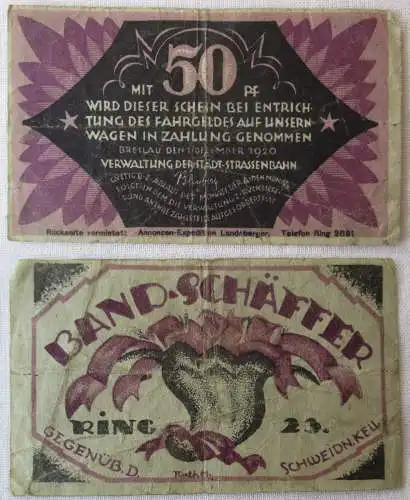 MIT 50 Pf
WIRD DIESER SCHEIN BEI ENTRICH-
TUNG DES FAHRGELDES AUF UNSERN
WAGEN IN ZAHLUNG GENOMMEN
BRESLAU DEN 1. DEZEMBER 1920
VERWALTUNG DER STÄDT. STRASSENBAHN
Rückseite vermietet: Annoncen-Expedition Landsberger, Telefon Ring 2681
BAND-SCHÄFFER
RING 23.
GEGENÜB. D. SCHWEIDN. KELL